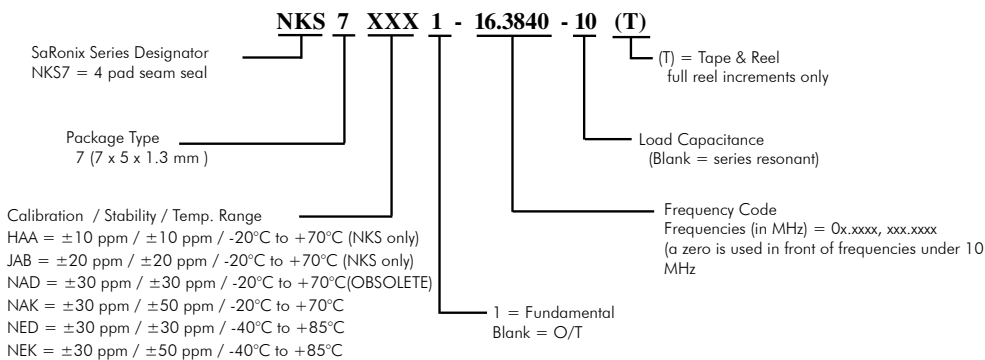 NKS 7 XXX 1 - 16.3840 - 10 (T)
SaRonix Series Designator
NKS7 = 4 pad seam seal
(T) = Tape & Reel
full reel increments only
Package Type
7 (7 x 5 x 1.3 mm )
Load Capacitance
(Blank = series resonant)
Calibration / Stability / Temp. Range
HAA = ±10 ppm / ±10 ppm / -20°C to +70°C (NKS only)
JAB = ±20 ppm / ±20 ppm / -20°C to +70°C (NKS only)
NAD = ±30 ppm / ±30 ppm / -20°C to +70°C(OBSOLETE)
NAK = ±30 ppm / ±50 ppm / -20°C to +70°C
NED = ±30 ppm / ±30 ppm / -40°C to +85°C
NEK = ±30 ppm / ±50 ppm / -40°C to +85°C
Frequency Code
Frequencies (in MHz) = 0x.xxxx, xxx.xxxx
(a zero is used in front of frequencies under 10
MHz
1 = Fundamental
Blank = O/T